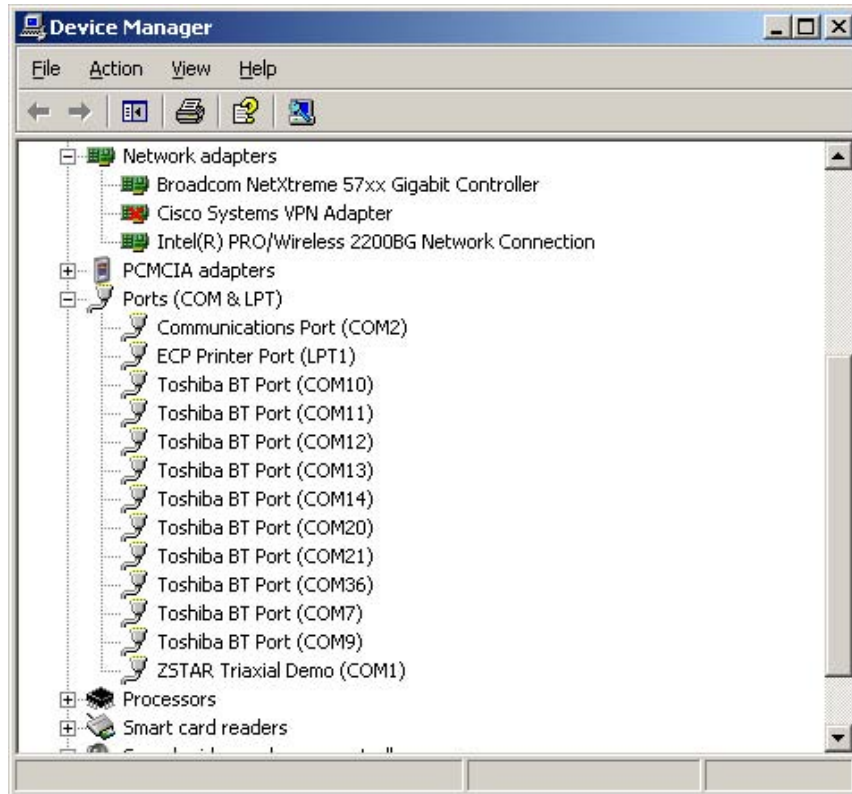 Device Manager
File Action View Help
Network adapters
Broadcom NetXtreme 57xx Gigabit Controller
Cisco Systems VPN Adapter
Intel(R) PRO/Wireless 2200BG Network Connection
PCMCIA adapters
Ports (COM & LPT)
Communications Port (COM2)
ECP Printer Port (LPT1)
Toshiba BT Port (COM10)
Toshiba BT Port (COM11)
Toshiba BT Port (COM12)
Toshiba BT Port (COM13)
Toshiba BT Port (COM14)
Toshiba BT Port (COM20)
Toshiba BT Port (COM21)
Toshiba BT Port (COM36)
Toshiba BT Port (COM7)
Toshiba BT Port (COM9)
ZSTAR Triaxial Demo (COM1)
Processors
Smart card readers